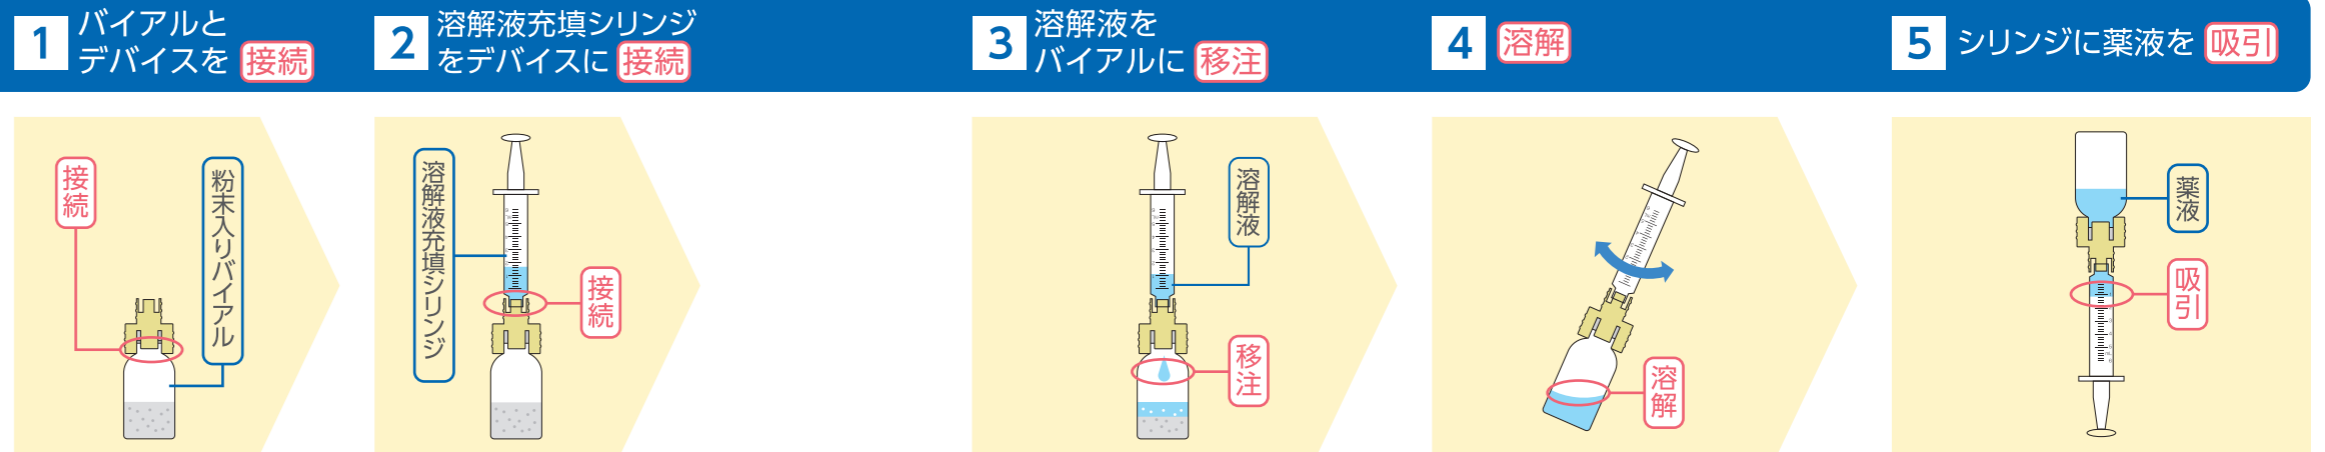 1 バイアルと
デバイスを 接続
2 溶解液充填シリンジ
をデバイスに 接続
3 溶解液を
バイアルに 移注
4 溶解
5 シリンジに薬液を 吸引
接続
粉末入りバイアル
溶解液充填シリンジ
接続
溶解液
移注
溶解
薬液
吸引